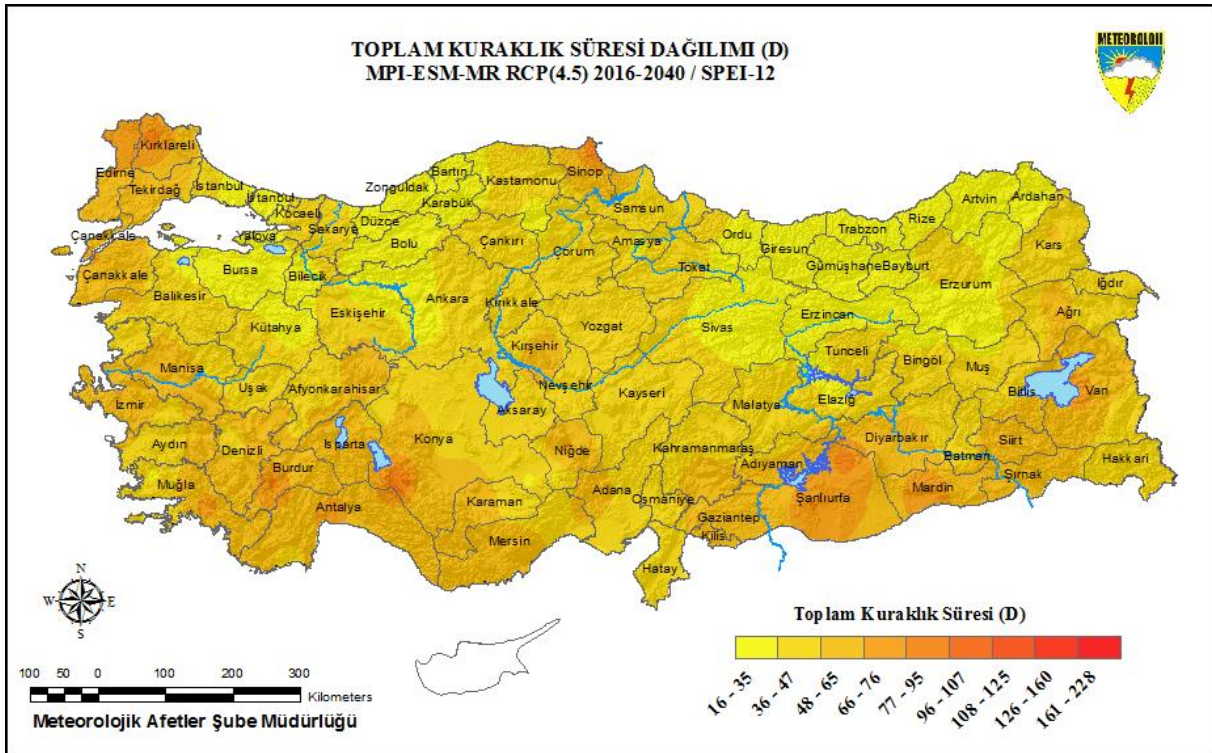 TOPLAM KURAKLIK SÜRESİ DAĞILIMI (D)
MPI-ESM-MR RCP(4.5) 2016-2040 / SPEI-12
METEOROLOJI
Kırklareli
Edirne
Tekirdağ
İstanbul
İstanbul
Kocaeli
Yalova
Sakarya
Düzce
Zonguldak
Bartın
Karabük
Kastamonu
Sinop
Samsun
Bolu
Çankırı
Çorum
Amasya
Tokat
Ordu
Giresun
Trabzon
Rize
Artvin
Ardahan
Kars
Gümüşhane
Bayburt
Erzurum
Iğdır
Ağrı
Çanakkale
Çanakkale
Balıkesir
Bursa
Bilecik
Eskişehir
Kütahya
Ankara
Kırıkkale
Yozgat
Sivas
Erzincan
Tunceli
Bingöl
Muş
Bitlis
Van
Manisa
Uşak
Afyonkarahisar
Kırşehir
Nevşehir
Aksaray
Kayseri
Malatya
Elazığ
Diyarbakır
Batman
Siirt
Şırnak
Hakkari
İzmir
Aydın
Denizli
Isparta
Burdur
Konya
Niğde
Kahramanmaraş
Adıyaman
Şanlıurfa
Mardin
Muğla
Antalya
Karaman
Mersin
Adana
Osmaniye
Gaziantep
Kilis
Hatay
N
W
E
S
100 50 0 100 200 300
Kilometers
Meteorolojik Afetler Şube Müdürlüğü
Toplam Kuraklık Süresi (D)
16 - 35
36 - 47
48 - 65
66 - 76
77 - 95
96 - 107
108 - 125
126 - 160
161 - 228